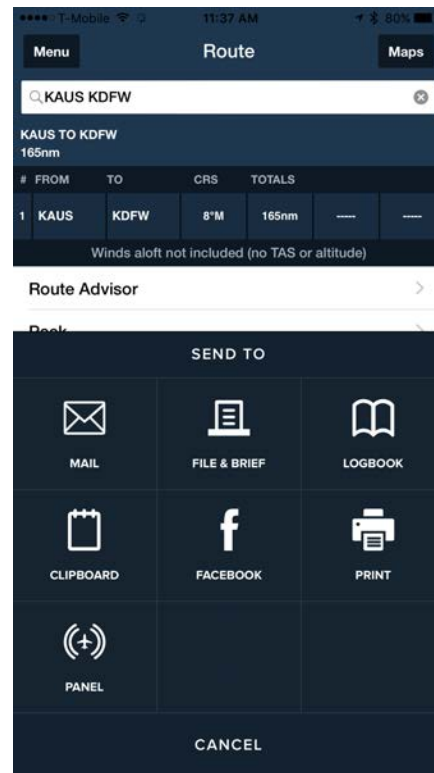 T-Mobile 11:37 AM 80%
Menu Route Maps
KAUS KDFW
KAUS TO KDFW
165nm
# FROM TO CRS TOTALS
1 KAUS KDFW 8°M 165nm ----- -----
Winds aloft not included (no TAS or altitude)
Route Advisor
Pack
SEND TO
MAIL FILE & BRIEF LOGBOOK
CLIPBOARD FACEBOOK PRINT
PANEL
CANCEL